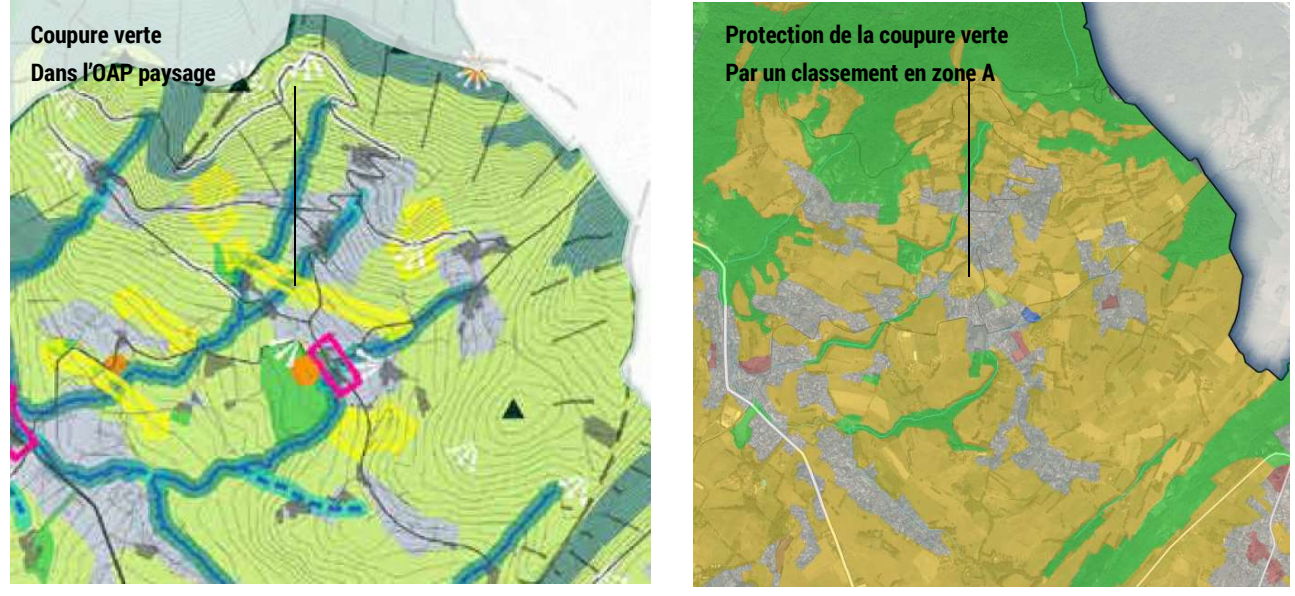 Coupure verte
Dans l'OAP paysage
Protection de la coupure verte
Par un classement en zone A